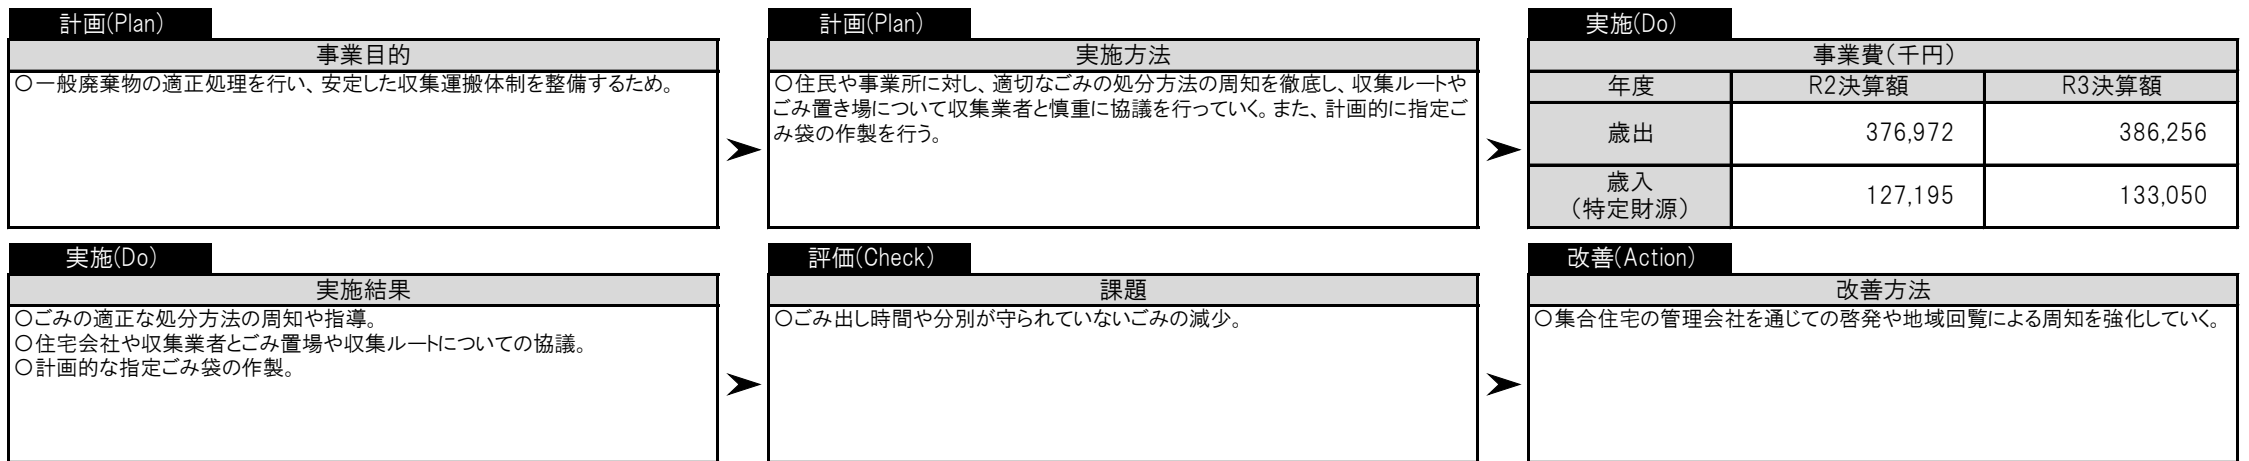 計画(Plan)
事業目的
〇一般廃棄物の適正処理を行い、安定した収集運搬体制を整備するため。
計画(Plan)
実施方法
〇住民や事業所に対し、適切なごみの処分方法の周知を徹底し、収集ルートや
ごみ置き場について収集業者と慎重に協議を行っていく。また、計画的に指定ご
み袋の作製を行う。
実施(Do)
事業費(千円)
年度 R2決算額 R3決算額
歳出 376,972 386,256
歳入
(特定財源) 127,195 133,050
実施(Do)
実施結果
〇ごみの適正な処分方法の周知や指導。
〇住宅会社や収集業者とごみ置場や収集ルートについての協議。
〇計画的な指定ごみ袋の作製。
評価(Check)
課題
〇ごみ出し時間や分別が守られていないごみの減少。
改善(Action)
改善方法
〇集合住宅の管理会社を通じての啓発や地域回覧による周知を強化していく。